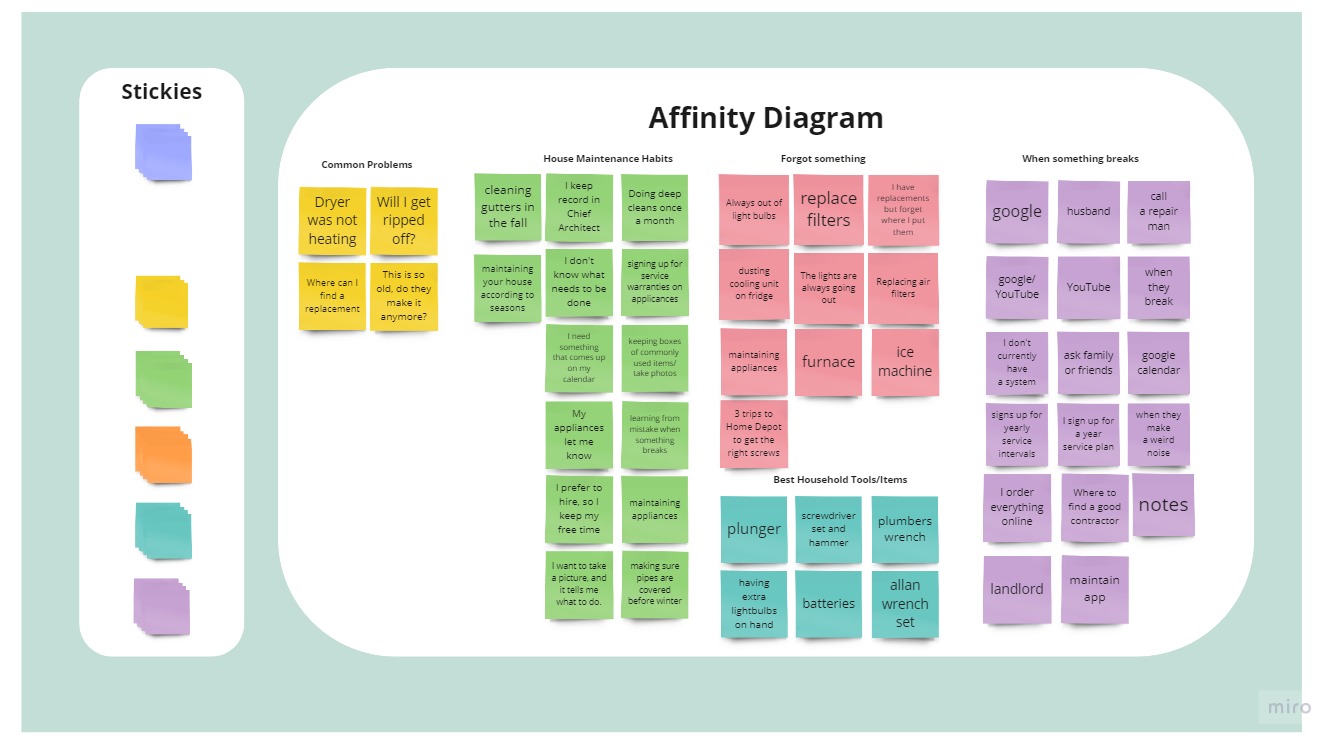 Stickies
Affinity Diagram
Common Problems
Dryer
was not
heating
Will I get
ripped
off?
Where can I
find a
replacement
This is so
old, do they
make it
anymore?
House Maintenance Habits
cleaning
gutters in
the fall
I keep
record in
Chief
Architect
Doing deep
cleans once
a month
maintaining
your house
according to
seasons
I don't
know what
needs to be
done
signing up for
service
warranties on
applicances
I need
something
that comes up
on my
calendar
keeping boxes
of commonly
used items/
take photos
My
appliances
let me
know
learning from
mistake when
something
breaks
I prefer to
hire, so I
keep my
free time
maintaining
appliances
I want to take
a picture, and
it tells me
what to do.
making sure
pipes are
covered
before winter
Forgot something
Always out of
light bulbs
replace
filters
I have
replacements
but forget
where I put
them
dusting
cooling unit
on fridge
The lights are
always going
out
Replacing air
filters
maintaining
appliances
furnace
ice
machine
3 trips to
Home Depot
to get the
right screws
Best Household Tools/Items
plunger
screwdriver
set and
hammer
plumbers
wrench
having
extra
lightbulbs
on hand
batteries
allan
wrench
set
When something breaks
google
husband
call
a repair
man
google/
YouTube
YouTube
when
they
break
I don't
currently
have
a system
ask family
or friends
google
calendar
signs up for
yearly
service
intervals
I sign up for
a year
service plan
when they
make
a weird
noise
I order
everything
online
Where to
find a good
contractor
notes
landlord
maintain
app
miro